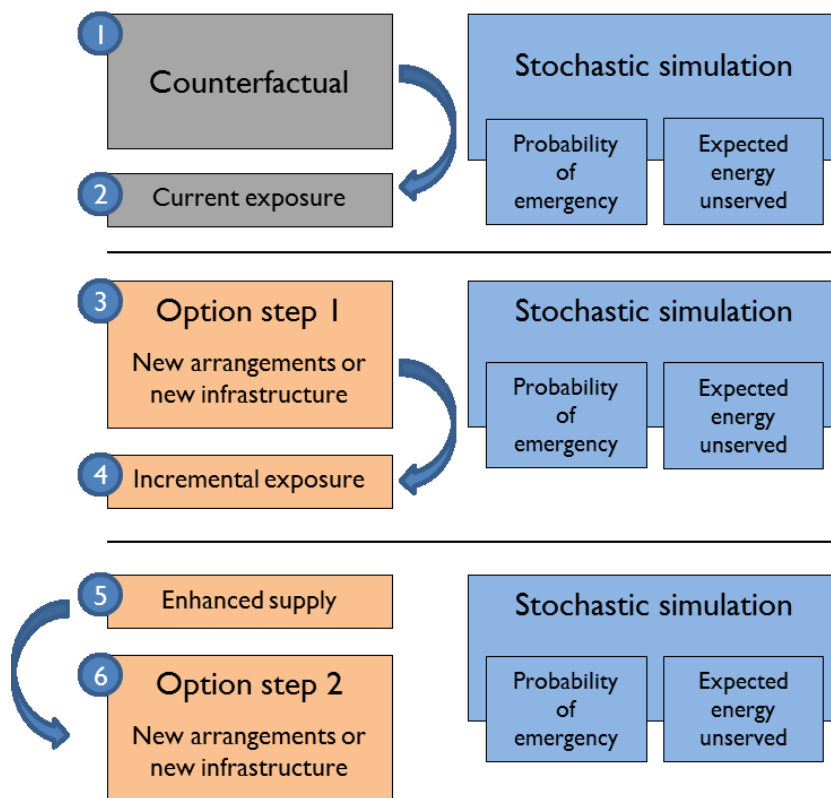 1
Counterfactual
2
Current exposure
Stochastic simulation
Probability
of
emergency
Expected
energy
unserved
3
Option step 1
New arrangements or
new infrastructure
4
Incremental exposure
Stochastic simulation
Probability
of
emergency
Expected
energy
unserved
5
Enhanced supply
6
Option step 2
New arrangements or
new infrastructure
Stochastic simulation
Probability
of
emergency
Expected
energy
unserved